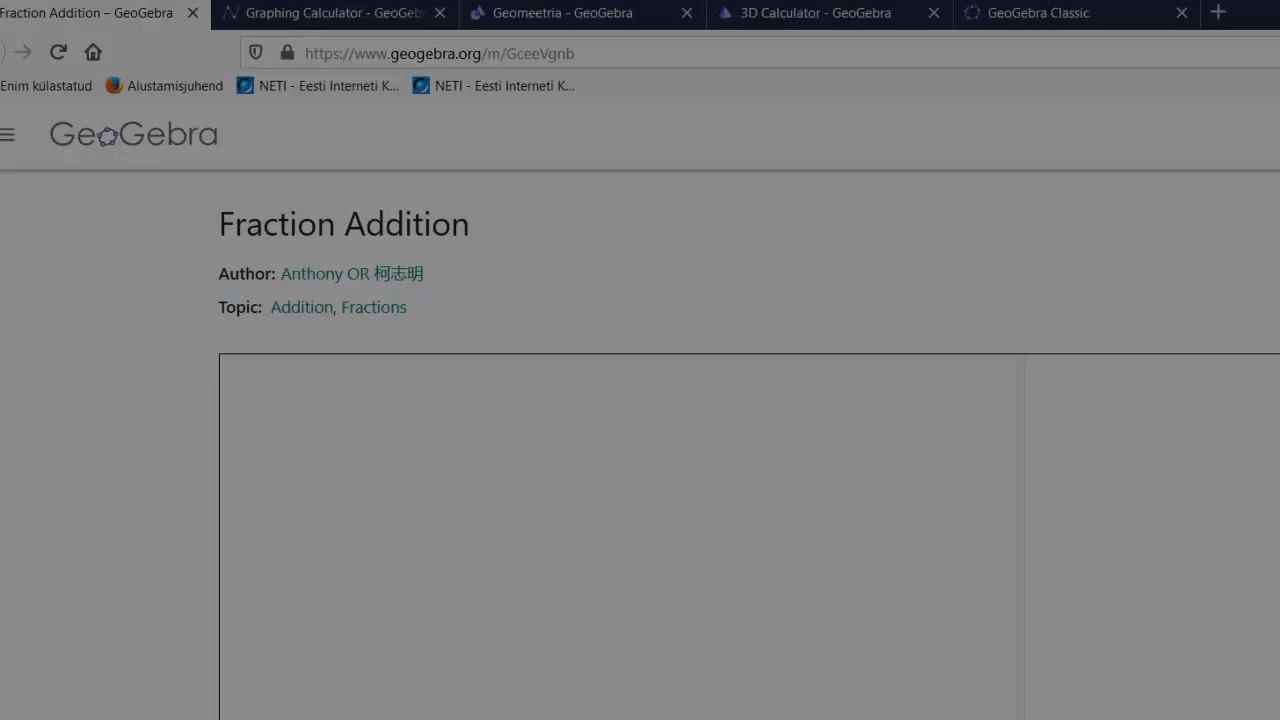 Fraction Addition – GeoGebra
Graphing Calculator - GeoGebr
Geomeetria - GeoGebra
3D Calculator - GeoGebra
GeoGebra Classic
https://www.geogebra.org/m/GceeVgnb
Enim külastatud
Alustamisjuhend
NETI - Eesti Interneti K...
NETI - Eesti Interneti K...
GeoGebra
Fraction Addition
Author: Anthony OR 柯志明
Topic: Addition, Fractions